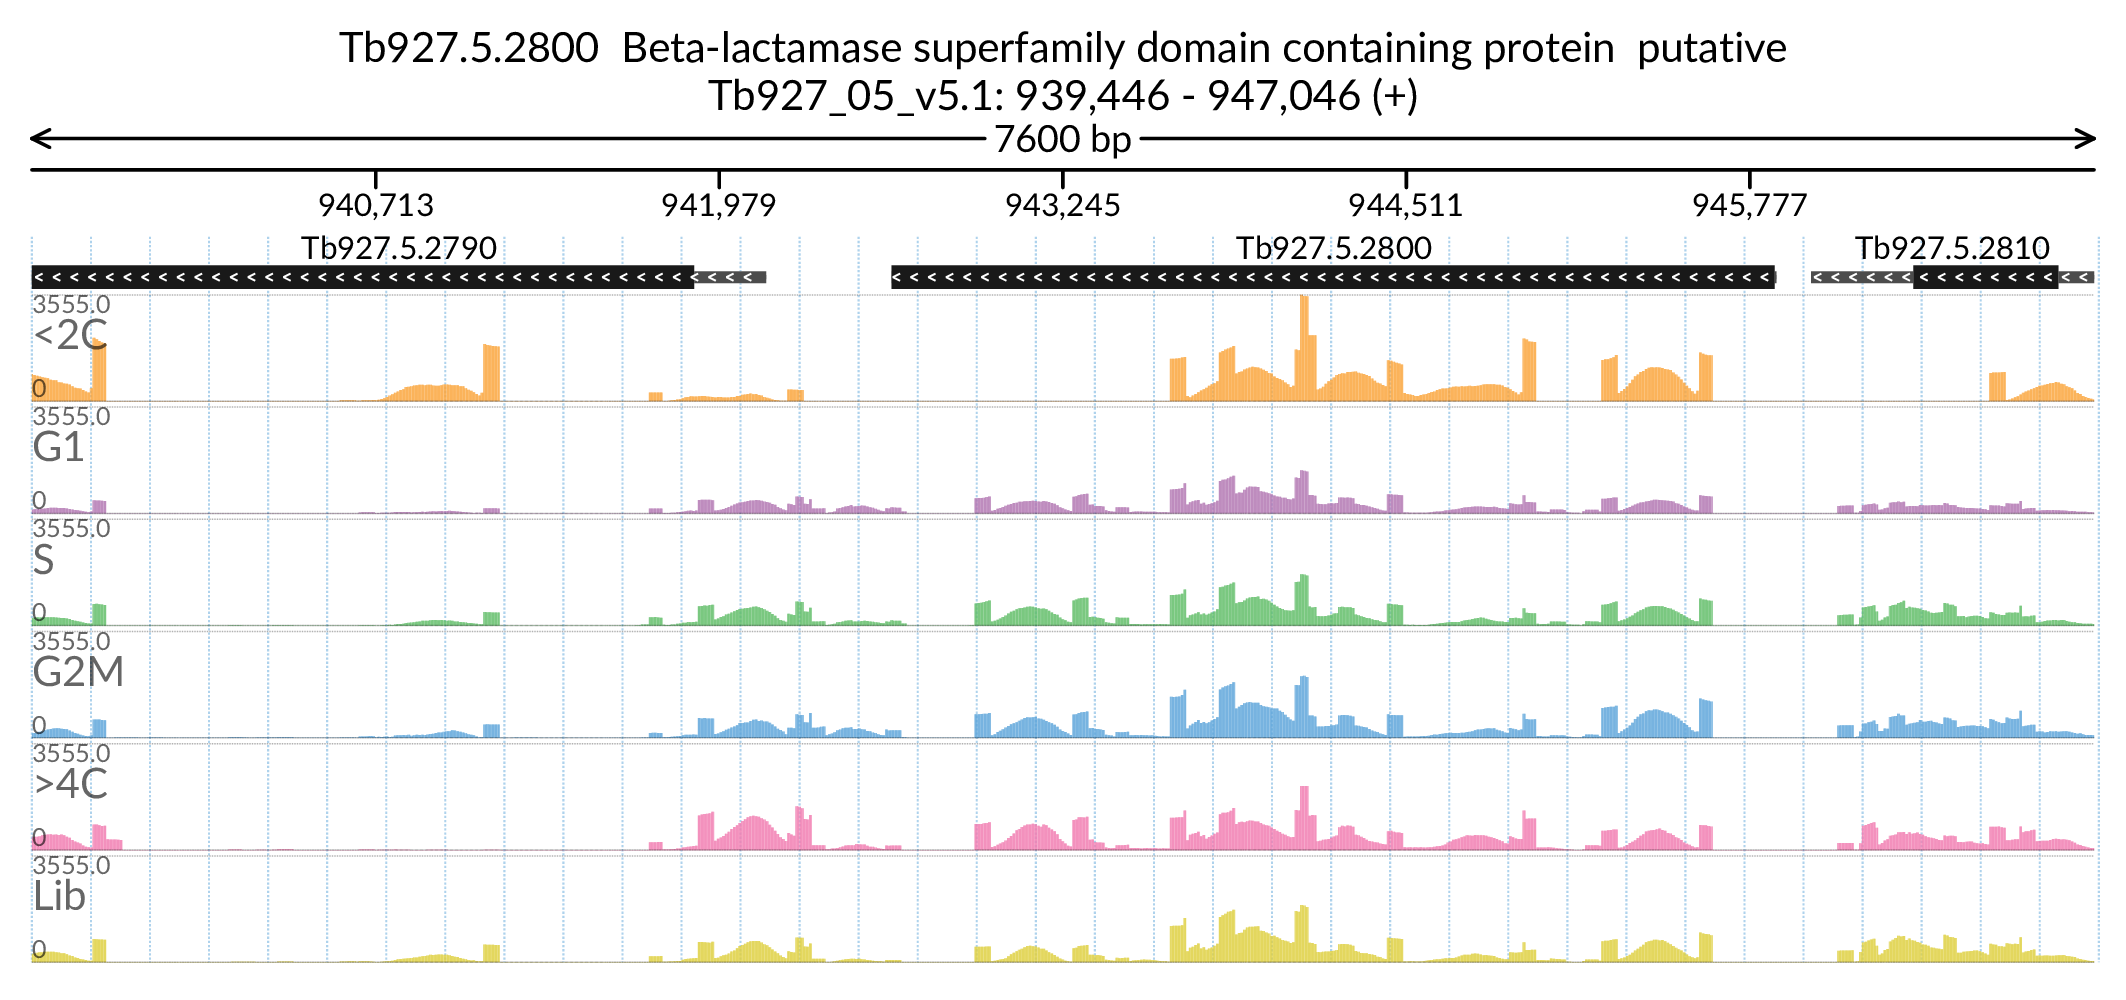 Tb927.5.2800  Beta-lactamase superfamily domain containing protein  putative
Tb927_05_v5.1: 939,446 - 947,046 (+)
7600 bp
940,713 941,979 943,245 944,511 945,777
Tb927.5.2790 Tb927.5.2800 Tb927.5.2810
3555.0
<2C
0
3555.0
G1
0
3555.0
S
0
3555.0
G2M
0
3555.0
>4C
0
3555.0
Lib
0